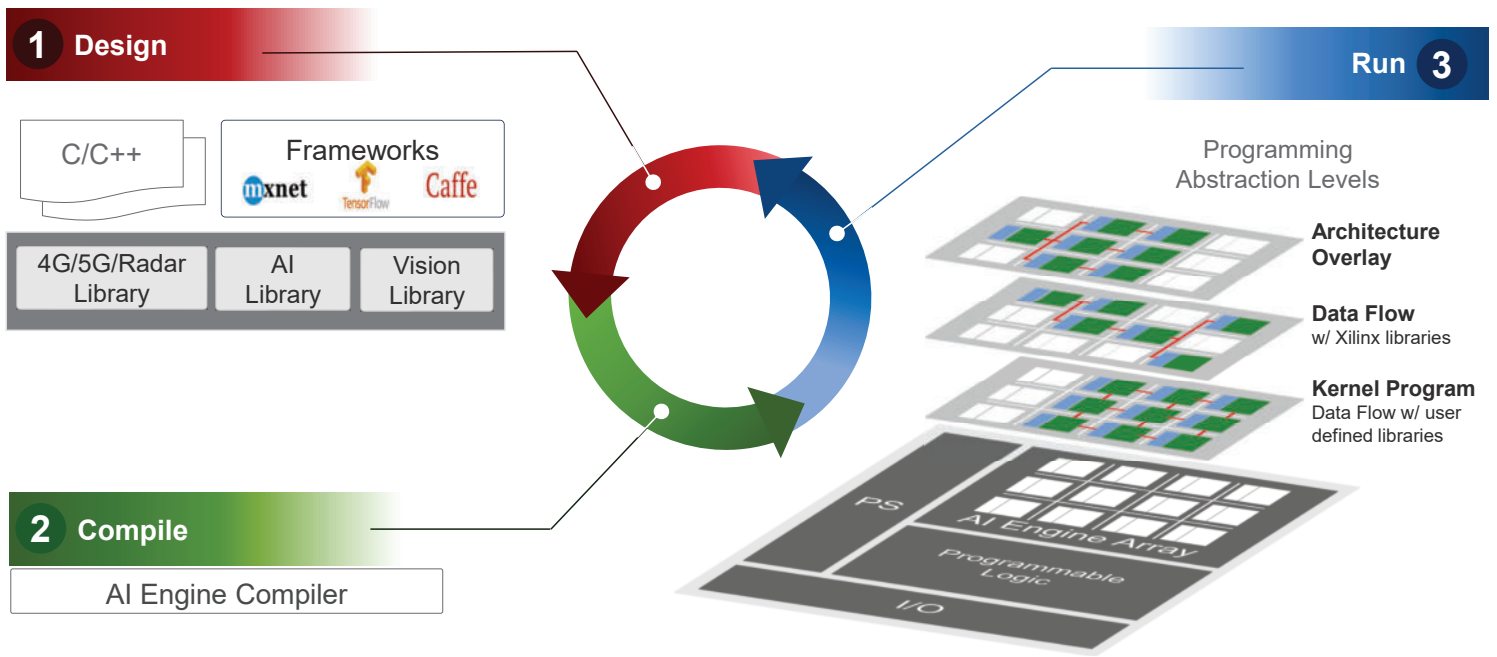 1 Design
C/C++
Frameworks
mxnet
TensorFlow
Caffe
4G/5G/Radar
Library
AI
Library
Vision
Library
2 Compile
AI Engine Compiler
Run 3
Programming
Abstraction Levels
Architecture
Overlay
Data Flow
w/ Xilinx libraries
Kernel Program
Data Flow w/ user
defined libraries
PS
AI Engine Array
Programmable
Logic
I/O